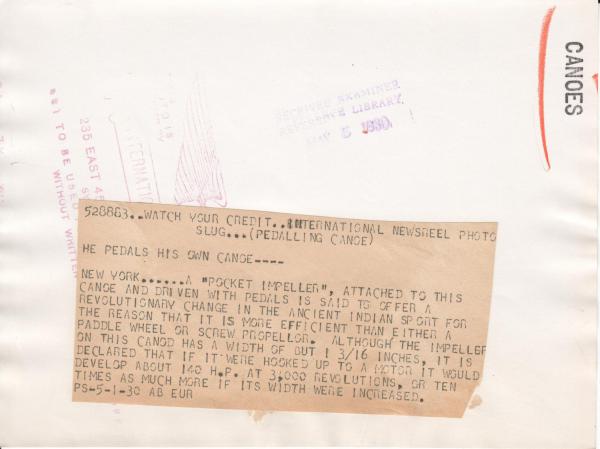 CANOES
RECEIVED EXAMINER
REFERENCE LIBRARY
MAY 5 1930
INTERNATIONAL
235 EAST 45
TO BE USED
WITHOUT WRITTEN
528863..WATCH YOUR CREDIT..INTERNATIONAL NEWSREEL PHOTO
SLUG...(PEDALLING CANOE)
HE PEDALS HIS OWN CANOE----
NEW YORK......A "POCKET IMPELLER", ATTACHED TO THIS
CANOE AND DRIVEN WITH PEDALS IS SAID TO OFFER A
REVOLUTIONARY CHANGE IN THE ANCIENT INDIAN SPORT FOR
THE REASON THAT IT IS MORE EFFICIENT THAN EITHER A
PADDLE WHEEL OR SCREW PROPELLOR. ALTHOUGH THE IMPELLER
ON THIS CANOD HAS A WIDTH OF BUT 1 3/16 INCHES, IT IS
DECLARED THAT IF IT WERE HOOKED UP TO A MOTOR IT WOULD
DEVELOP ABOUT 140 H.P. AT 3,000 REVOLUTIONS, OR TEN
TIMES AS MUCH MORE IF ITS WIDTH WERE INCREASED.
PS-5-1-30 AB EUR